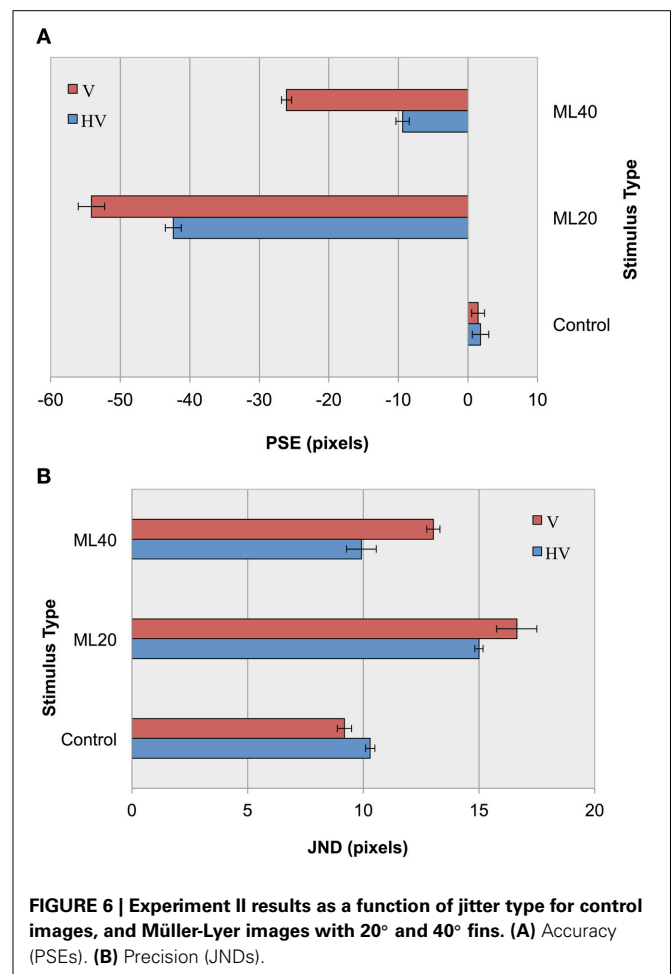 A
V
HV
ML40
ML20
Control
Stimulus Type
-60 -50 -40 -30 -20 -10 0 10
PSE (pixels)
B
V
HV
ML40
ML20
Control
Stimulus Type
0 5 10 15 20
JND (pixels)
FIGURE 6 | Experiment II results as a function of jitter type for control
images, and Müller-Lyer images with 20° and 40° fins. (A) Accuracy
(PSEs). (B) Precision (JNDs).